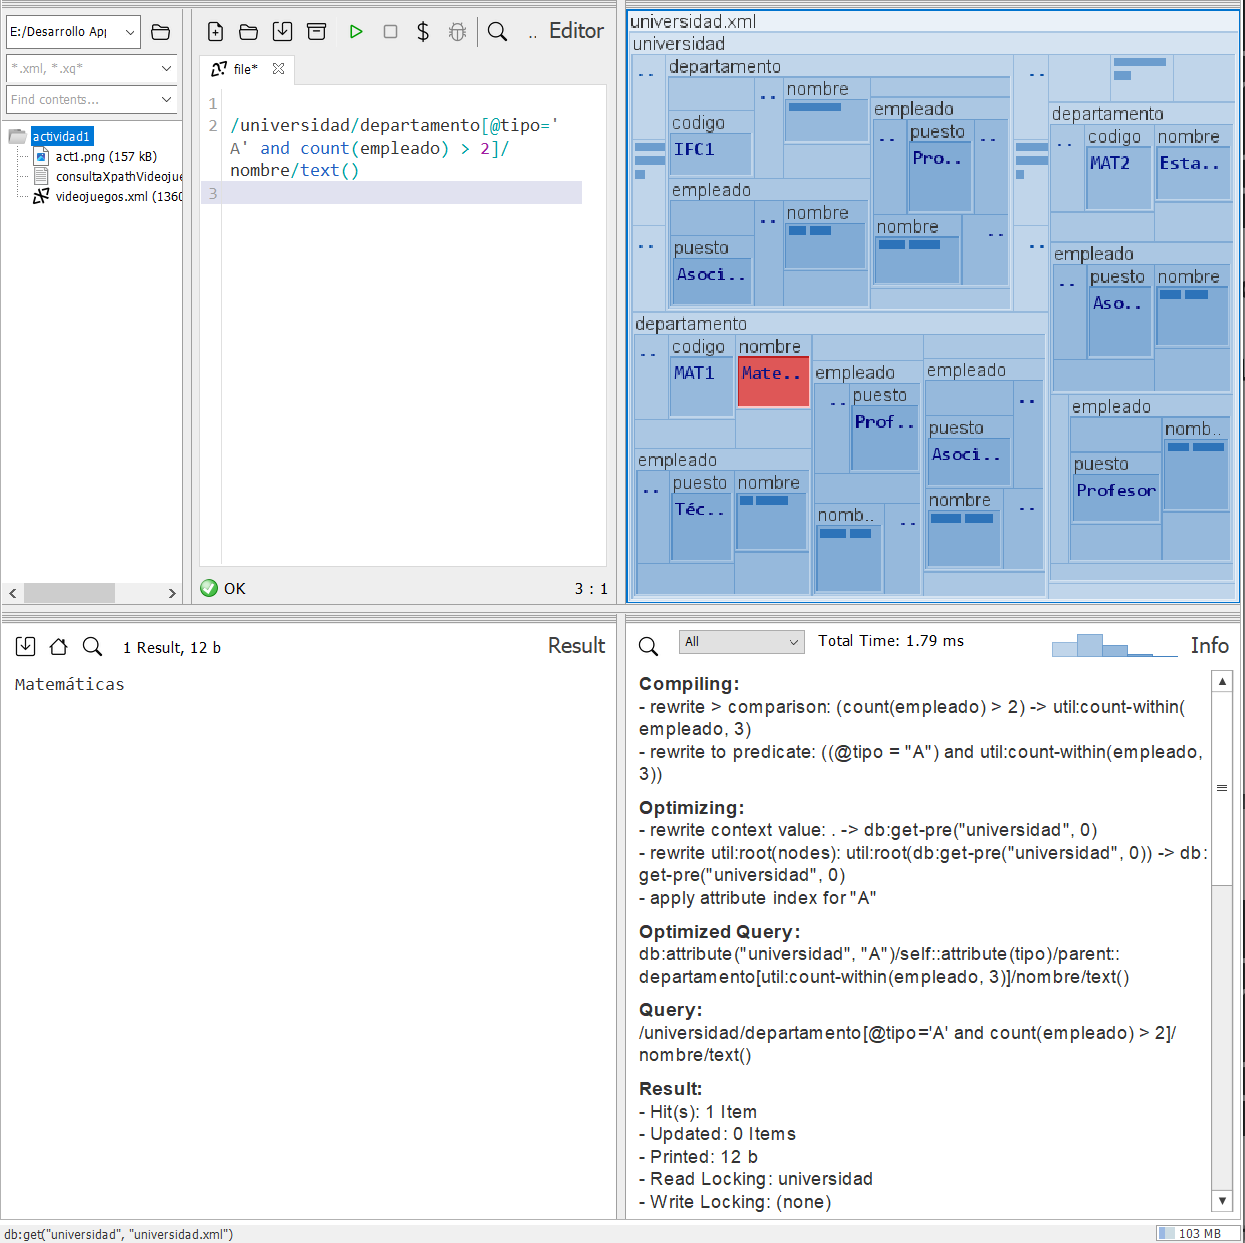 E:/Desarrollo Apl
*.xml, *.xq*
Find contents...
actividad1
act1.png (157 kB)
consultaXpathVideojue
videojuegos.xml (1360
Editor
file*
1
2 /universidad/departamento[@tipo='
A' and count(empleado) > 2]/
nombre/text()
3
OK
3 : 1
universidad.xml
universidad
departamento
nombre
codigo
IFC1
empleado
puesto
Pro..
empleado
nombre
puesto
Asoci..
nombre
departamento
codigo
MAT2
nombre
Esta..
empleado
puesto
Aso..
nombre
empleado
nomb..
puesto
Profesor
departamento
codigo
MAT1
nombre
Mate..
empleado
puesto
Prof..
nomb..
empleado
puesto
Asoci..
nombre
empleado
puesto
Téc..
nombre
1 Result, 12 b
Result
Matemáticas
All
Total Time: 1.79 ms
Info
Compiling:
- rewrite > comparison: (count(empleado) > 2) -> util:count-within(
empleado, 3)
- rewrite to predicate: ((@tipo = "A") and util:count-within(empleado,
3))
Optimizing:
- rewrite context value: . -> db:get-pre("universidad", 0)
- rewrite util:root(nodes): util:root(db:get-pre("universidad", 0)) -> db:
get-pre("universidad", 0)
- apply attribute index for "A"
Optimized Query:
db:attribute("universidad", "A")/self::attribute(tipo)/parent::
departamento[util:count-within(empleado, 3)]/nombre/text()
Query:
/universidad/departamento[@tipo='A' and count(empleado) > 2]/
nombre/text()
Result:
- Hit(s): 1 Item
- Updated: 0 Items
- Printed: 12 b
- Read Locking: universidad
- Write Locking: (none)
db:get("universidad", "universidad.xml")
103 MB